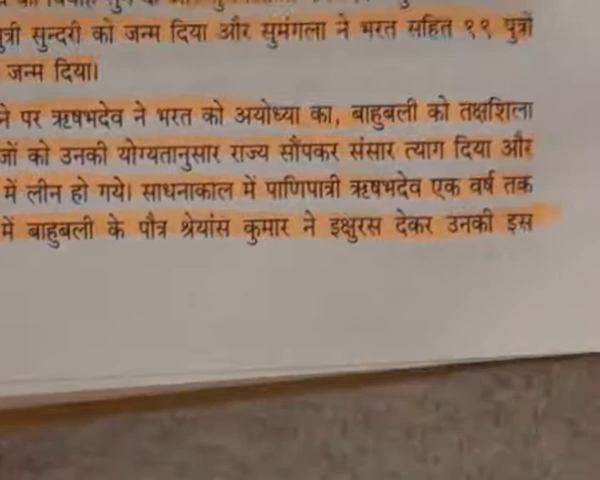 पुत्री सुन्दरी को जन्म दिया और सुमंगला ने भरत सहित ९९ पुत्रों
जन्म दिया।
ने पर ऋषभदेव ने भरत को अयोध्या का, बाहुबली को तक्षशिला
जों को उनकी योग्यतानुसार राज्य सौंपकर संसार त्याग दिया और
में लीन हो गये। साधनाकाल में पाणिपात्री ऋषभदेव एक वर्ष तक
में बाहुबली के पौत्र श्रेयांस कुमार ने इक्षुरस देकर उनकी इस